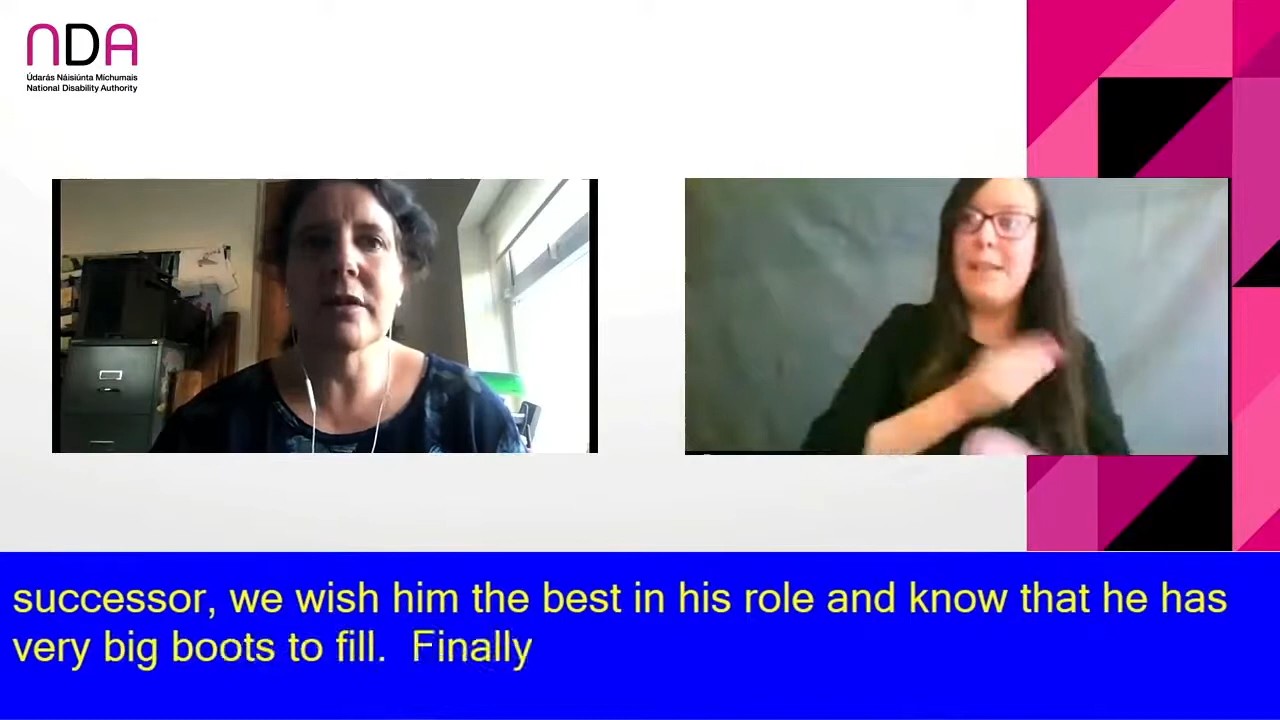 NDA
Údarás Náisiúnta Míchumais
National Disability Authority
successor, we wish him the best in his role and know that he has
very big boots to fill.  Finally